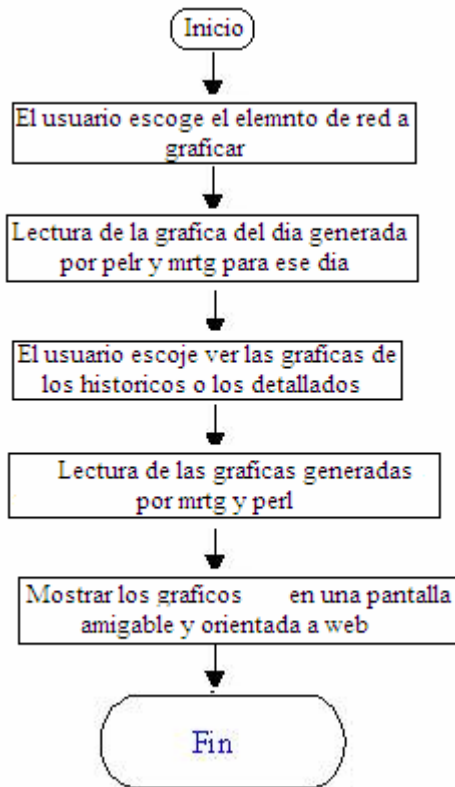 Inicio
El usuario escoge el elemnto de red a
graficar
Lectura de la grafica del dia generada
por pelr y mrtg para ese dia
El usuario escoje ver las graficas de
los historicos o los detallados
Lectura de las graficas generadas
por mrtg y perl
Mostrar los graficos en una pantalla
amigable y orientada a web
Fin